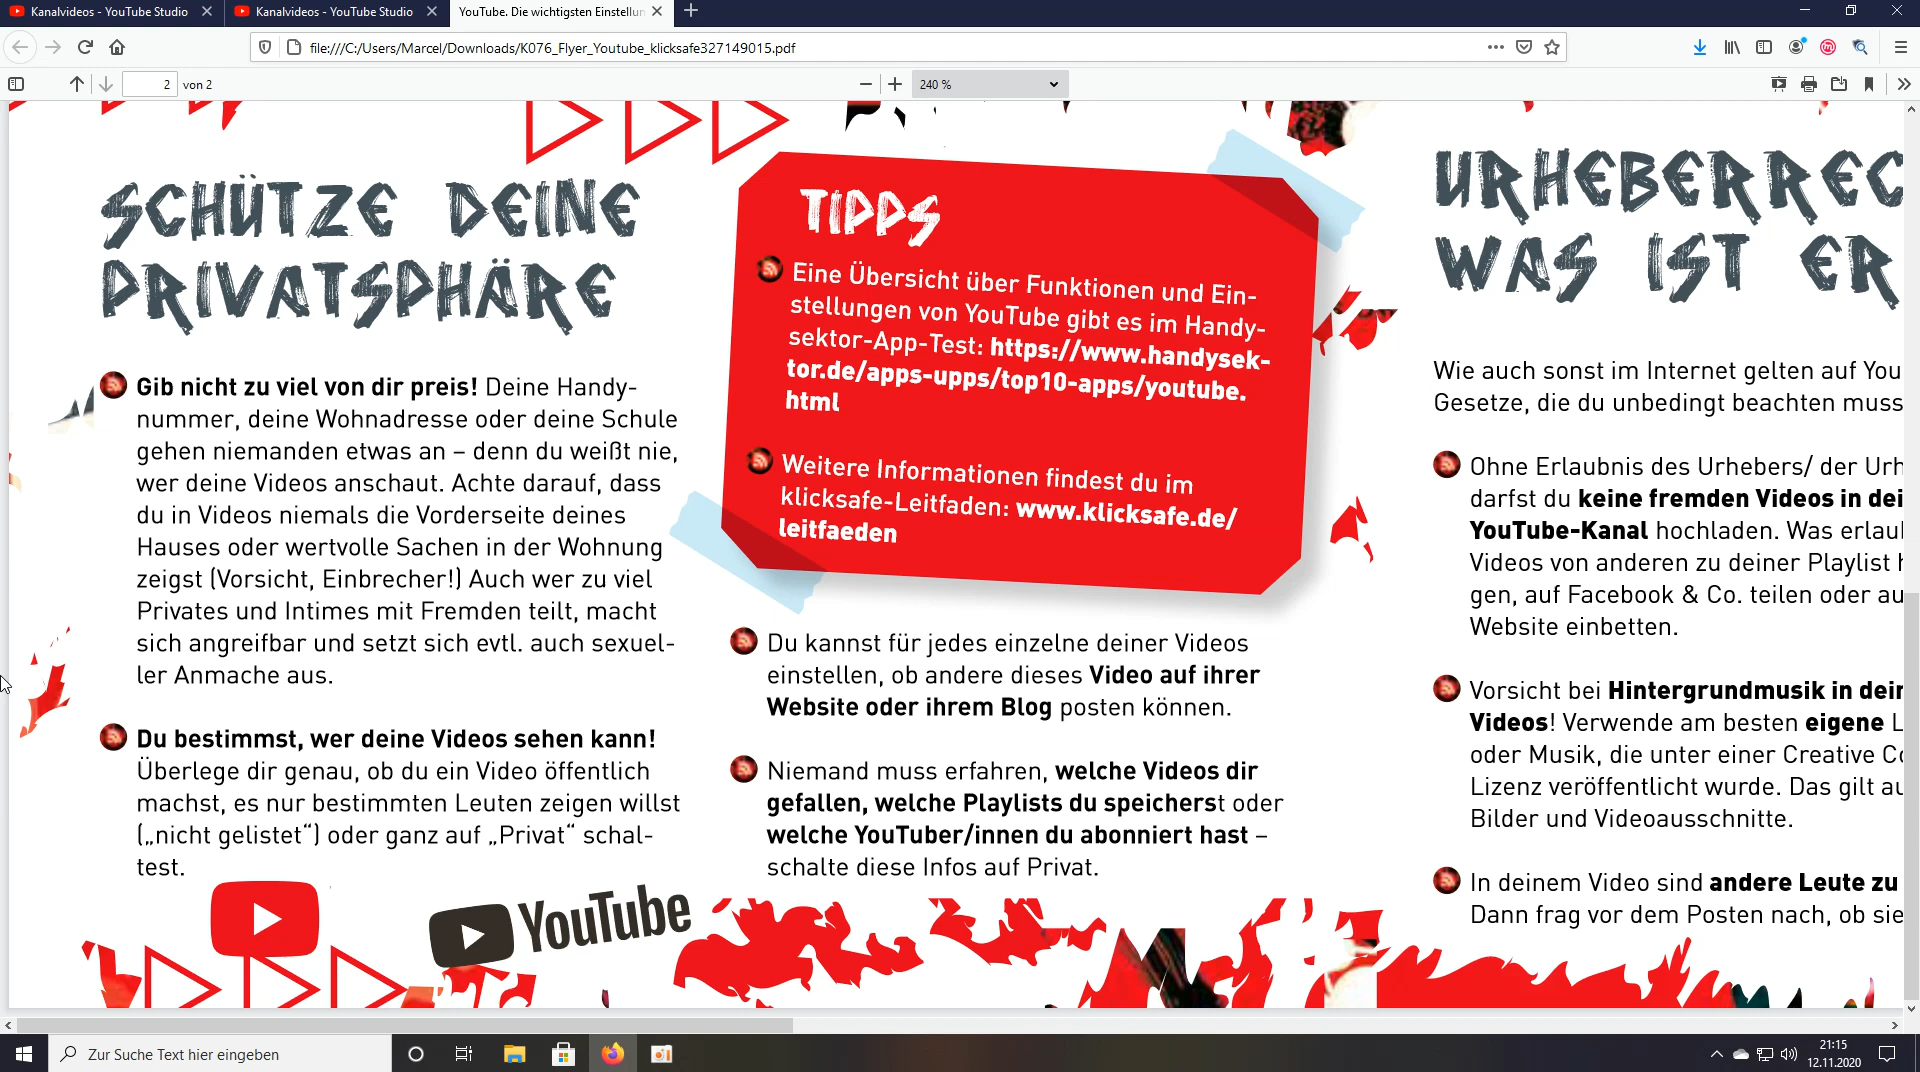 Kanalvideos - YouTube Studio
Kanalvideos - YouTube Studio
YouTube. Die wichtigsten Einstellun
file:///C:/Users/Marcel/Downloads/K076_Flyer_Youtube_klicksafe327149015.pdf
2 von 2
240 %
SCHÜTZE DEINE
PRIVATSPHÄRE
Gib nicht zu viel von dir preis! Deine Handy-
nummer, deine Wohnadresse oder deine Schule
gehen niemanden etwas an – denn du weißt nie,
wer deine Videos anschaut. Achte darauf, dass
du in Videos niemals die Vorderseite deines
Hauses oder wertvolle Sachen in der Wohnung
zeigst (Vorsicht, Einbrecher!) Auch wer zu viel
Privates und Intimes mit Fremden teilt, macht
sich angreifbar und setzt sich evtl. auch sexuel-
ler Anmache aus.
Du bestimmst, wer deine Videos sehen kann!
Überlege dir genau, ob du ein Video öffentlich
machst, es nur bestimmten Leuten zeigen willst
(„nicht gelistet“) oder ganz auf „Privat“ schal-
test.
YouTube
TIPPS
Eine Übersicht über Funktionen und Ein-
stellungen von YouTube gibt es im Handy-
sektor-App-Test: https://www.handysek-
tor.de/apps-upps/top10-apps/youtube.
html
Weitere Informationen findest du im
klicksafe-Leitfaden: www.klicksafe.de/
leitfaeden
Du kannst für jedes einzelne deiner Videos
einstellen, ob andere dieses Video auf ihrer
Website oder ihrem Blog posten können.
Niemand muss erfahren, welche Videos dir
gefallen, welche Playlists du speicherst oder
welche YouTuber/innen du abonniert hast –
schalte diese Infos auf Privat.
URHEBERREC
WAS IST ER
Wie auch sonst im Internet gelten auf You
Gesetze, die du unbedingt beachten muss
Ohne Erlaubnis des Urhebers/ der Urh
darfst du keine fremden Videos in dei
YouTube-Kanal hochladen. Was erlau
Videos von anderen zu deiner Playlist h
gen, auf Facebook & Co. teilen oder au
Website einbetten.
Vorsicht bei Hintergrundmusik in dein
Videos! Verwende am besten eigene L
oder Musik, die unter einer Creative Co
Lizenz veröffentlicht wurde. Das gilt au
Bilder und Videoausschnitte.
In deinem Video sind andere Leute zu
Dann frag vor dem Posten nach, ob sie
Zur Suche Text hier eingeben
21:15
12.11.2020